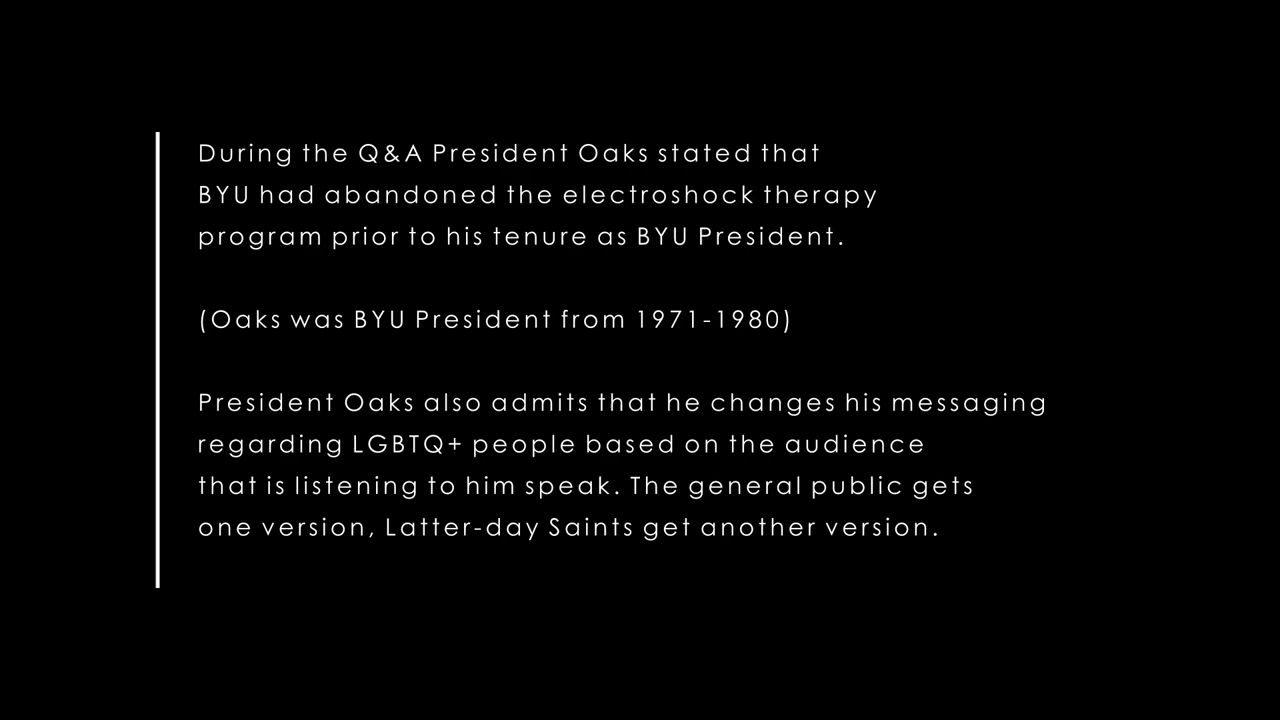 During the Q&A President Oaks stated that
BYU had abandoned the electroshock therapy
program prior to his tenure as BYU President.
(Oaks was BYU President from 1971-1980)
President Oaks also admits that he changes his messaging
regarding LGBTQ+ people based on the audience
that is listening to him speak. The general public gets
one version, Latter-day Saints get another version.